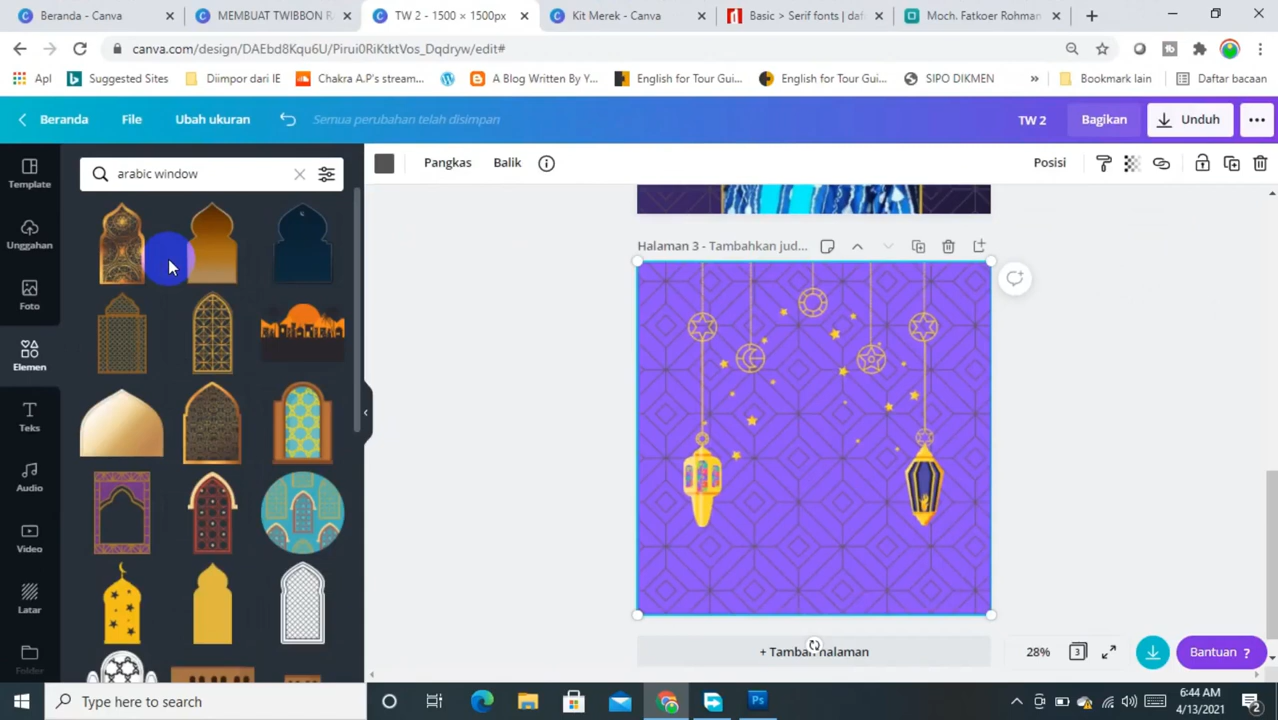 Beranda - Canva
MEMBUAT TWIBBON R
TW 2 - 1500 × 1500px
Kit Merek - Canva
Basic > Serif fonts | daf
Moch. Fatkoer Rohman
canva.com/design/DAEbd8Kqu6U/Pirui0RiKtktVos_Dqdryw/edit#
Apl
Suggested Sites
Diimpor dari IE
Chakra A.P's stream...
A Blog Written By Y...
English for Tour Gui...
English for Tour Gui...
SIPO DIKMEN
»
Bookmark lain
Daftar bacaan
Beranda
File
Ubah ukuran
Semua perubahan telah disimpan
TW 2
Bagikan
Unduh
Template
Unggahan
Foto
Elemen
Teks
Audio
Video
Latar
Folder
arabic window
Pangkas
Balik
Posisi
Halaman 3 - Tambahkan jud...
+ Tambah halaman
28%
3
Bantuan ?
Type here to search
Ps
6:44 AM
4/13/2021
2